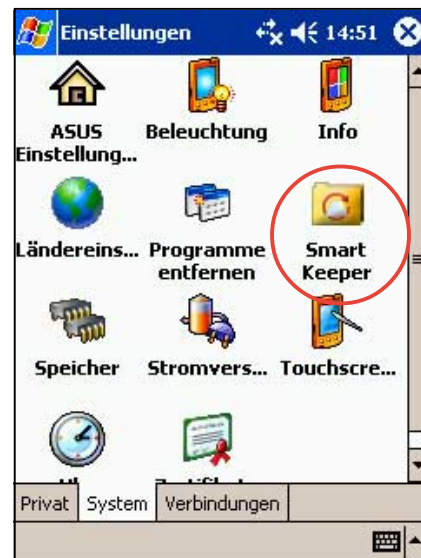 Einstellungen 14:51
ASUS Beleuchtung Info
Einstellung...
Ländereins... Programme Smart
entfernen Keeper
Speicher Stromvers... Touchscre...
Privat System Verbindungen